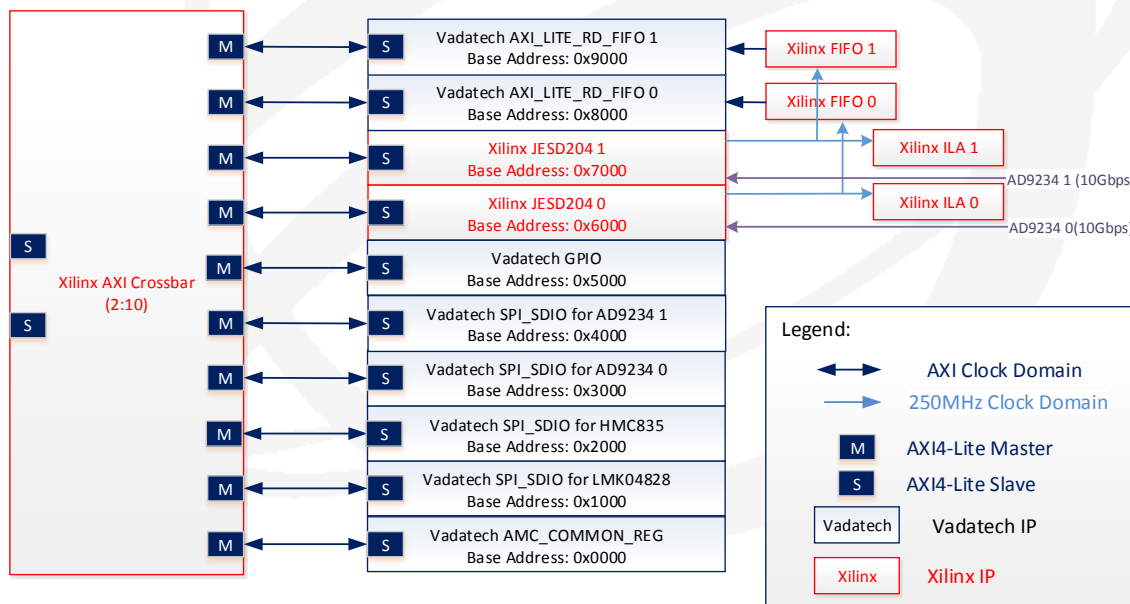 M
S
Vadatech AXI_LITE_RD_FIFO 1
Base Address: 0x9000
Xilinx FIFO 1
M
S
Vadatech AXI_LITE_RD_FIFO 0
Base Address: 0x8000
Xilinx FIFO 0
M
S
Xilinx JESD204 1
Base Address: 0x7000
Xilinx ILA 1
AD9234 1 (10Gbps)
M
S
Xilinx JESD204 0
Base Address: 0x6000
Xilinx ILA 0
AD9234 0(10Gbps)
S
S
Xilinx AXI Crossbar
(2:10)
M
S
Vadatech GPIO
Base Address: 0x5000
M
S
Vadatech SPI_SDIO for AD9234 1
Base Address: 0x4000
M
S
Vadatech SPI_SDIO for AD9234 0
Base Address: 0x3000
M
S
Vadatech SPI_SDIO for HMC835
Base Address: 0x2000
M
S
Vadatech SPI_SDIO for LMK04828
Base Address: 0x1000
M
S
Vadatech AMC_COMMON_REG
Base Address: 0x0000
Legend:
AXI Clock Domain
250MHz Clock Domain
M AXI4-Lite Master
S AXI4-Lite Slave
Vadatech Vadatech IP
Xilinx Xilinx IP